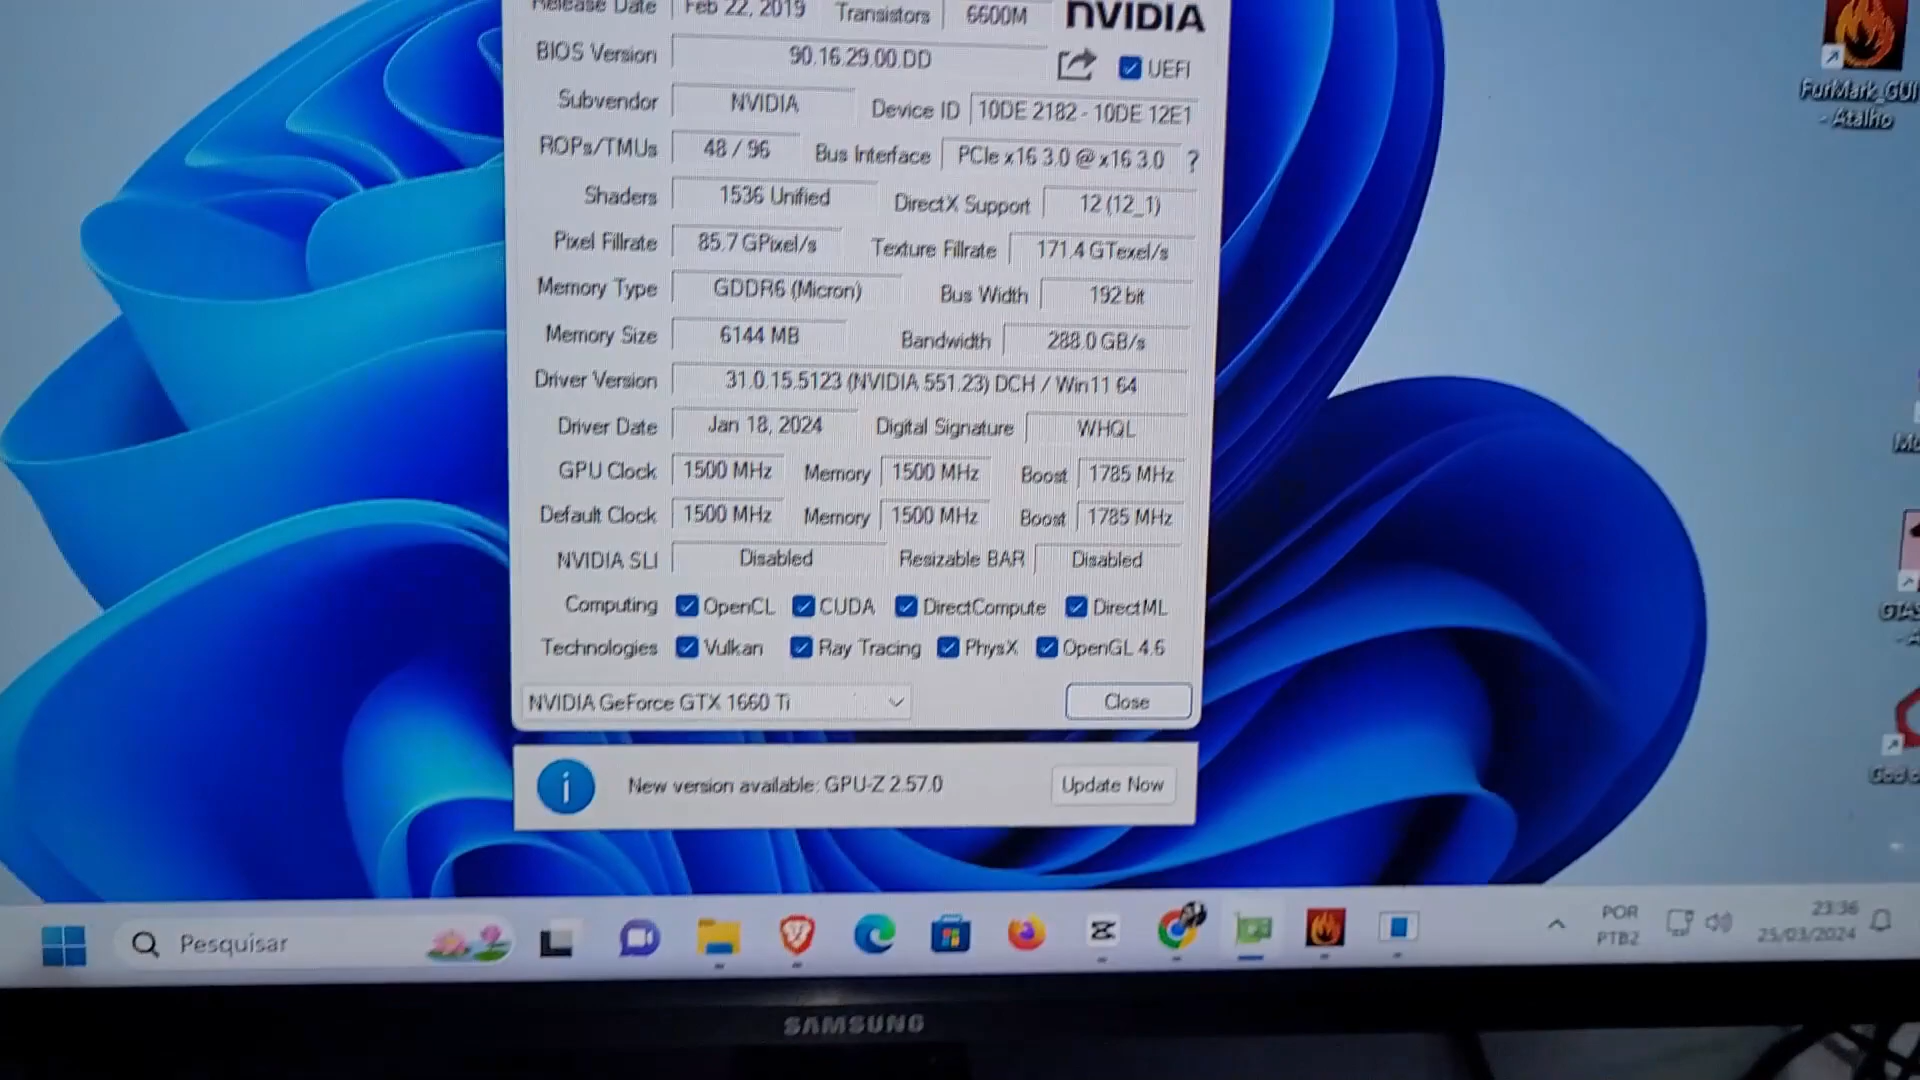 Release Date Feb 22, 2019 Transistors 6600M NVIDIA
BIOS Version 90.16.29.00.DD UEFI
Subvendor NVIDIA Device ID 10DE 2182 - 10DE 12E1
ROPs/TMUs 48 / 96 Bus Interface PCIe x16 3.0 @ x16 3.0 ?
Shaders 1536 Unified DirectX Support 12 (12_1)
Pixel Fillrate 85.7 GPixel/s Texture Fillrate 171.4 GTexel/s
Memory Type GDDR6 (Micron) Bus Width 192 bit
Memory Size 6144 MB Bandwidth 288.0 GB/s
Driver Version 31.0.15.5123 (NVIDIA 551.23) DCH / Win11 64
Driver Date Jan 18, 2024 Digital Signature WHQL
GPU Clock 1500 MHz Memory 1500 MHz Boost 1785 MHz
Default Clock 1500 MHz Memory 1500 MHz Boost 1785 MHz
NVIDIA SLI Disabled Resizable BAR Disabled
Computing OpenCL CUDA DirectCompute DirectML
Technologies Vulkan Ray Tracing PhysX OpenGL 4.6
NVIDIA GeForce GTX 1660 Ti Close
New version available: GPU-Z 2.57.0 Update Now
FurMark_GUI
- Atalho
Pesquisar
POR
PTB2
23:36
25/03/2024
SAMSUNG